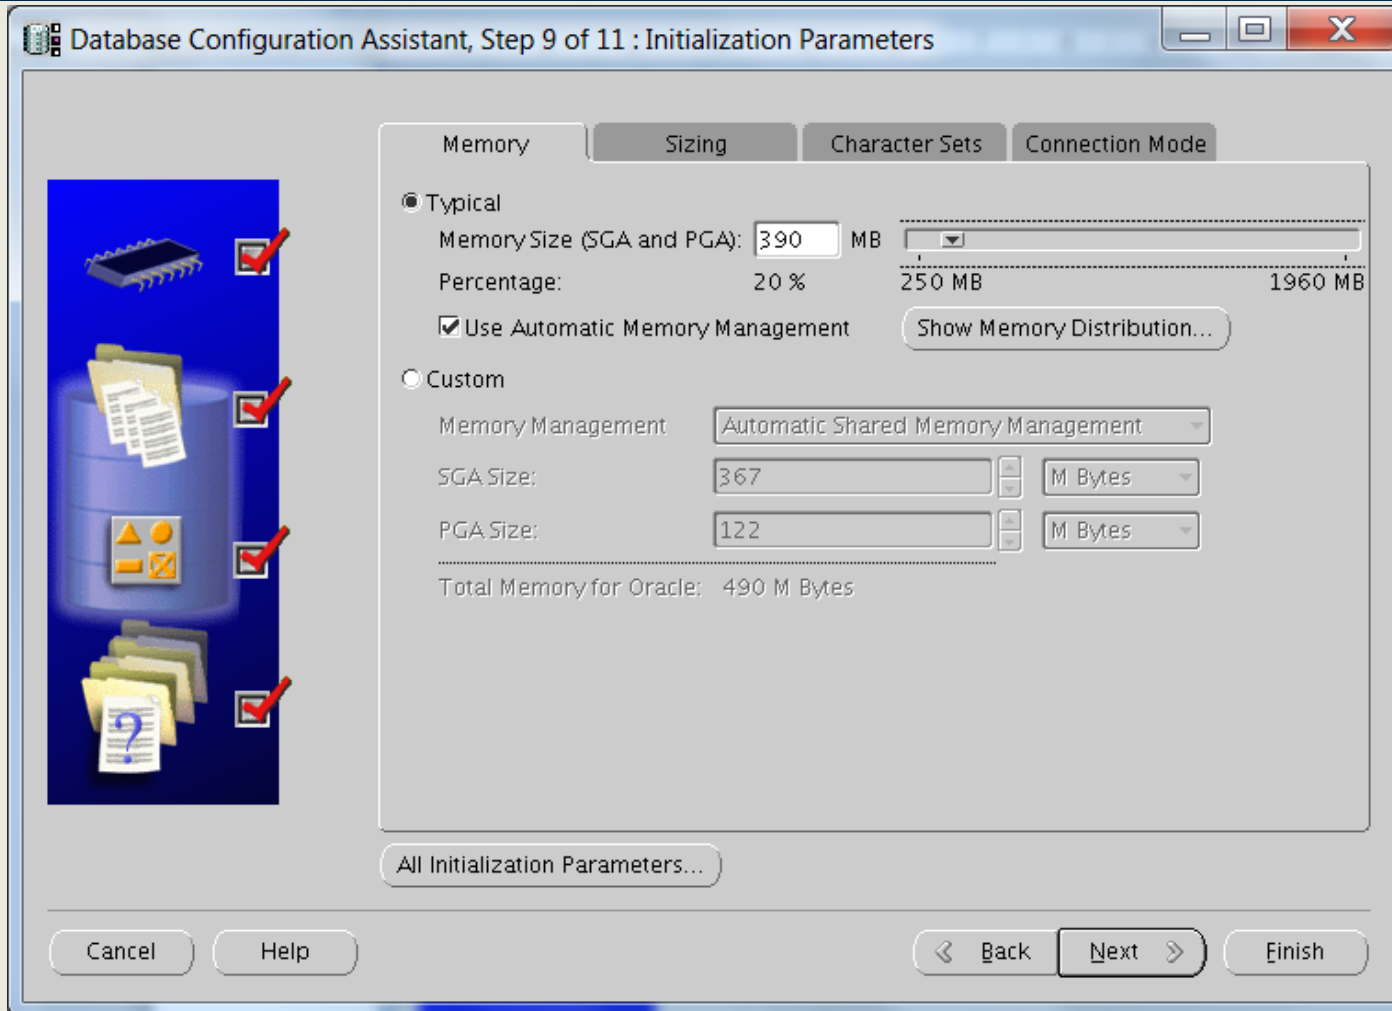 Database Configuration Assistant, Step 9 of 11 : Initialization Parameters
Memory Sizing Character Sets Connection Mode
Typical
Memory Size (SGA and PGA): 390 MB
Percentage: 20 % 250 MB 1960 MB
Use Automatic Memory Management Show Memory Distribution...
Custom
Memory Management Automatic Shared Memory Management
SGA Size: 367 M Bytes
PGA Size: 122 M Bytes
Total Memory for Oracle: 490 M Bytes
?
All Initialization Parameters...
Cancel Help Back Next Finish